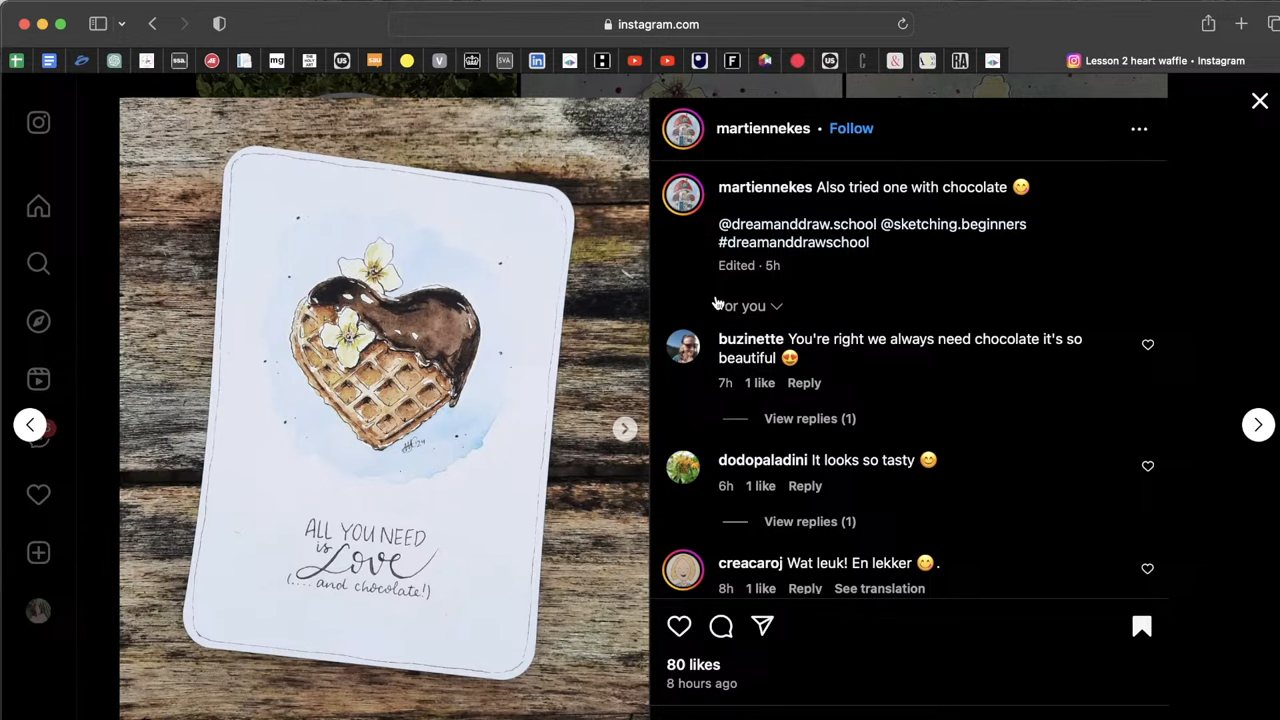 instagram.com
Lesson 2 heart waffle • Instagram
martiennekes • Follow
martiennekes Also tried one with chocolate 😋
@dreamanddraw.school @sketching.beginners
#dreamanddrawschool
Edited · 5h
or you
buzinette You're right we always need chocolate it's so
beautiful 😍
7h 1 like Reply
View replies (1)
dodopaladini It looks so tasty 😋
6h 1 like Reply
View replies (1)
creacaroj Wat leuk! En lekker 😋.
8h 1 like Reply See translation
80 likes
8 hours ago
ALL YOU NEED
is Love
(.... and chocolate!)